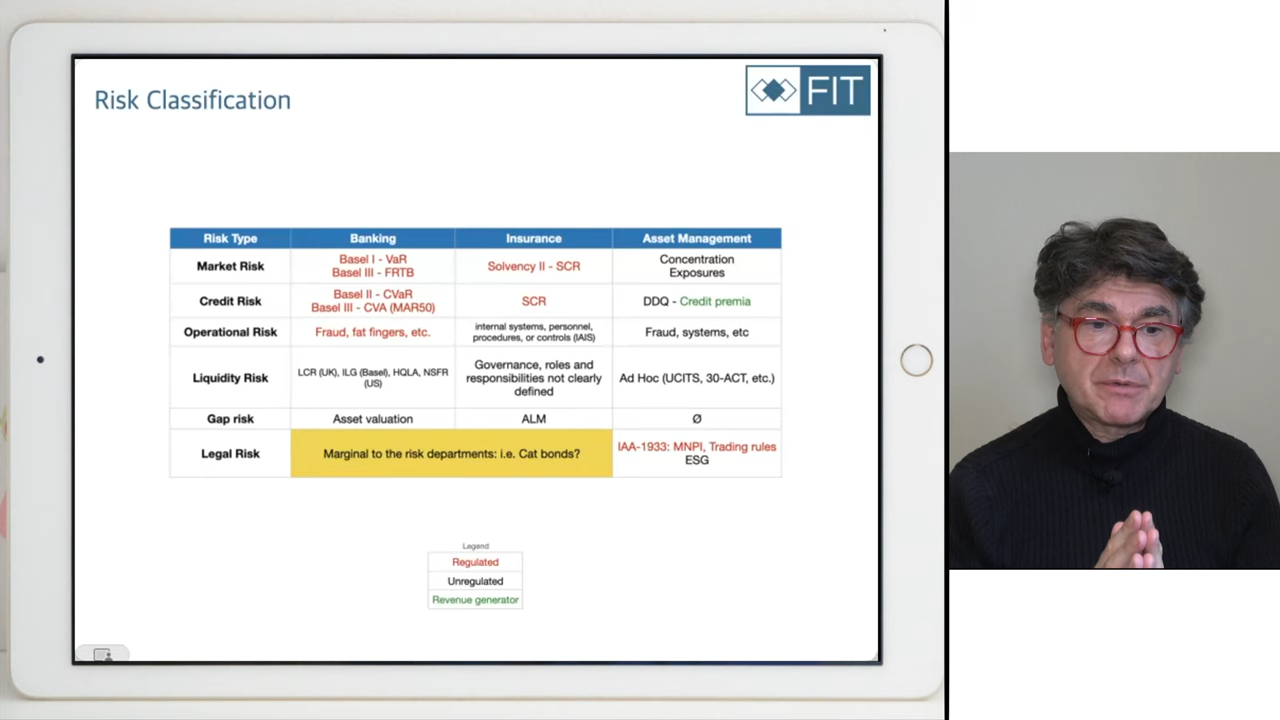 Risk Classification
FIT
Risk Type Banking Insurance Asset Management
Market Risk
Basel I - VaR
Basel III - FRTB
Solvency II - SCR
Concentration
Exposures
Credit Risk
Basel II - CVaR
Basel III - CVA (MAR50)
SCR
DDQ - Credit premia
Operational Risk
Fraud, fat fingers, etc.
internal systems, personnel,
procedures, or controls (IAIS)
Fraud, systems, etc
Liquidity Risk
LCR (UK), ILG (Basel), HQLA, NSFR
(US)
Governance, roles and
responsibilities not clearly
defined
Ad Hoc (UCITS, 30-ACT, etc.)
Gap risk
Asset valuation
ALM
Ø
Legal Risk
Marginal to the risk departments: i.e. Cat bonds?
IAA-1933: MNPI, Trading rules
ESG
Legend
Regulated
Unregulated
Revenue generator